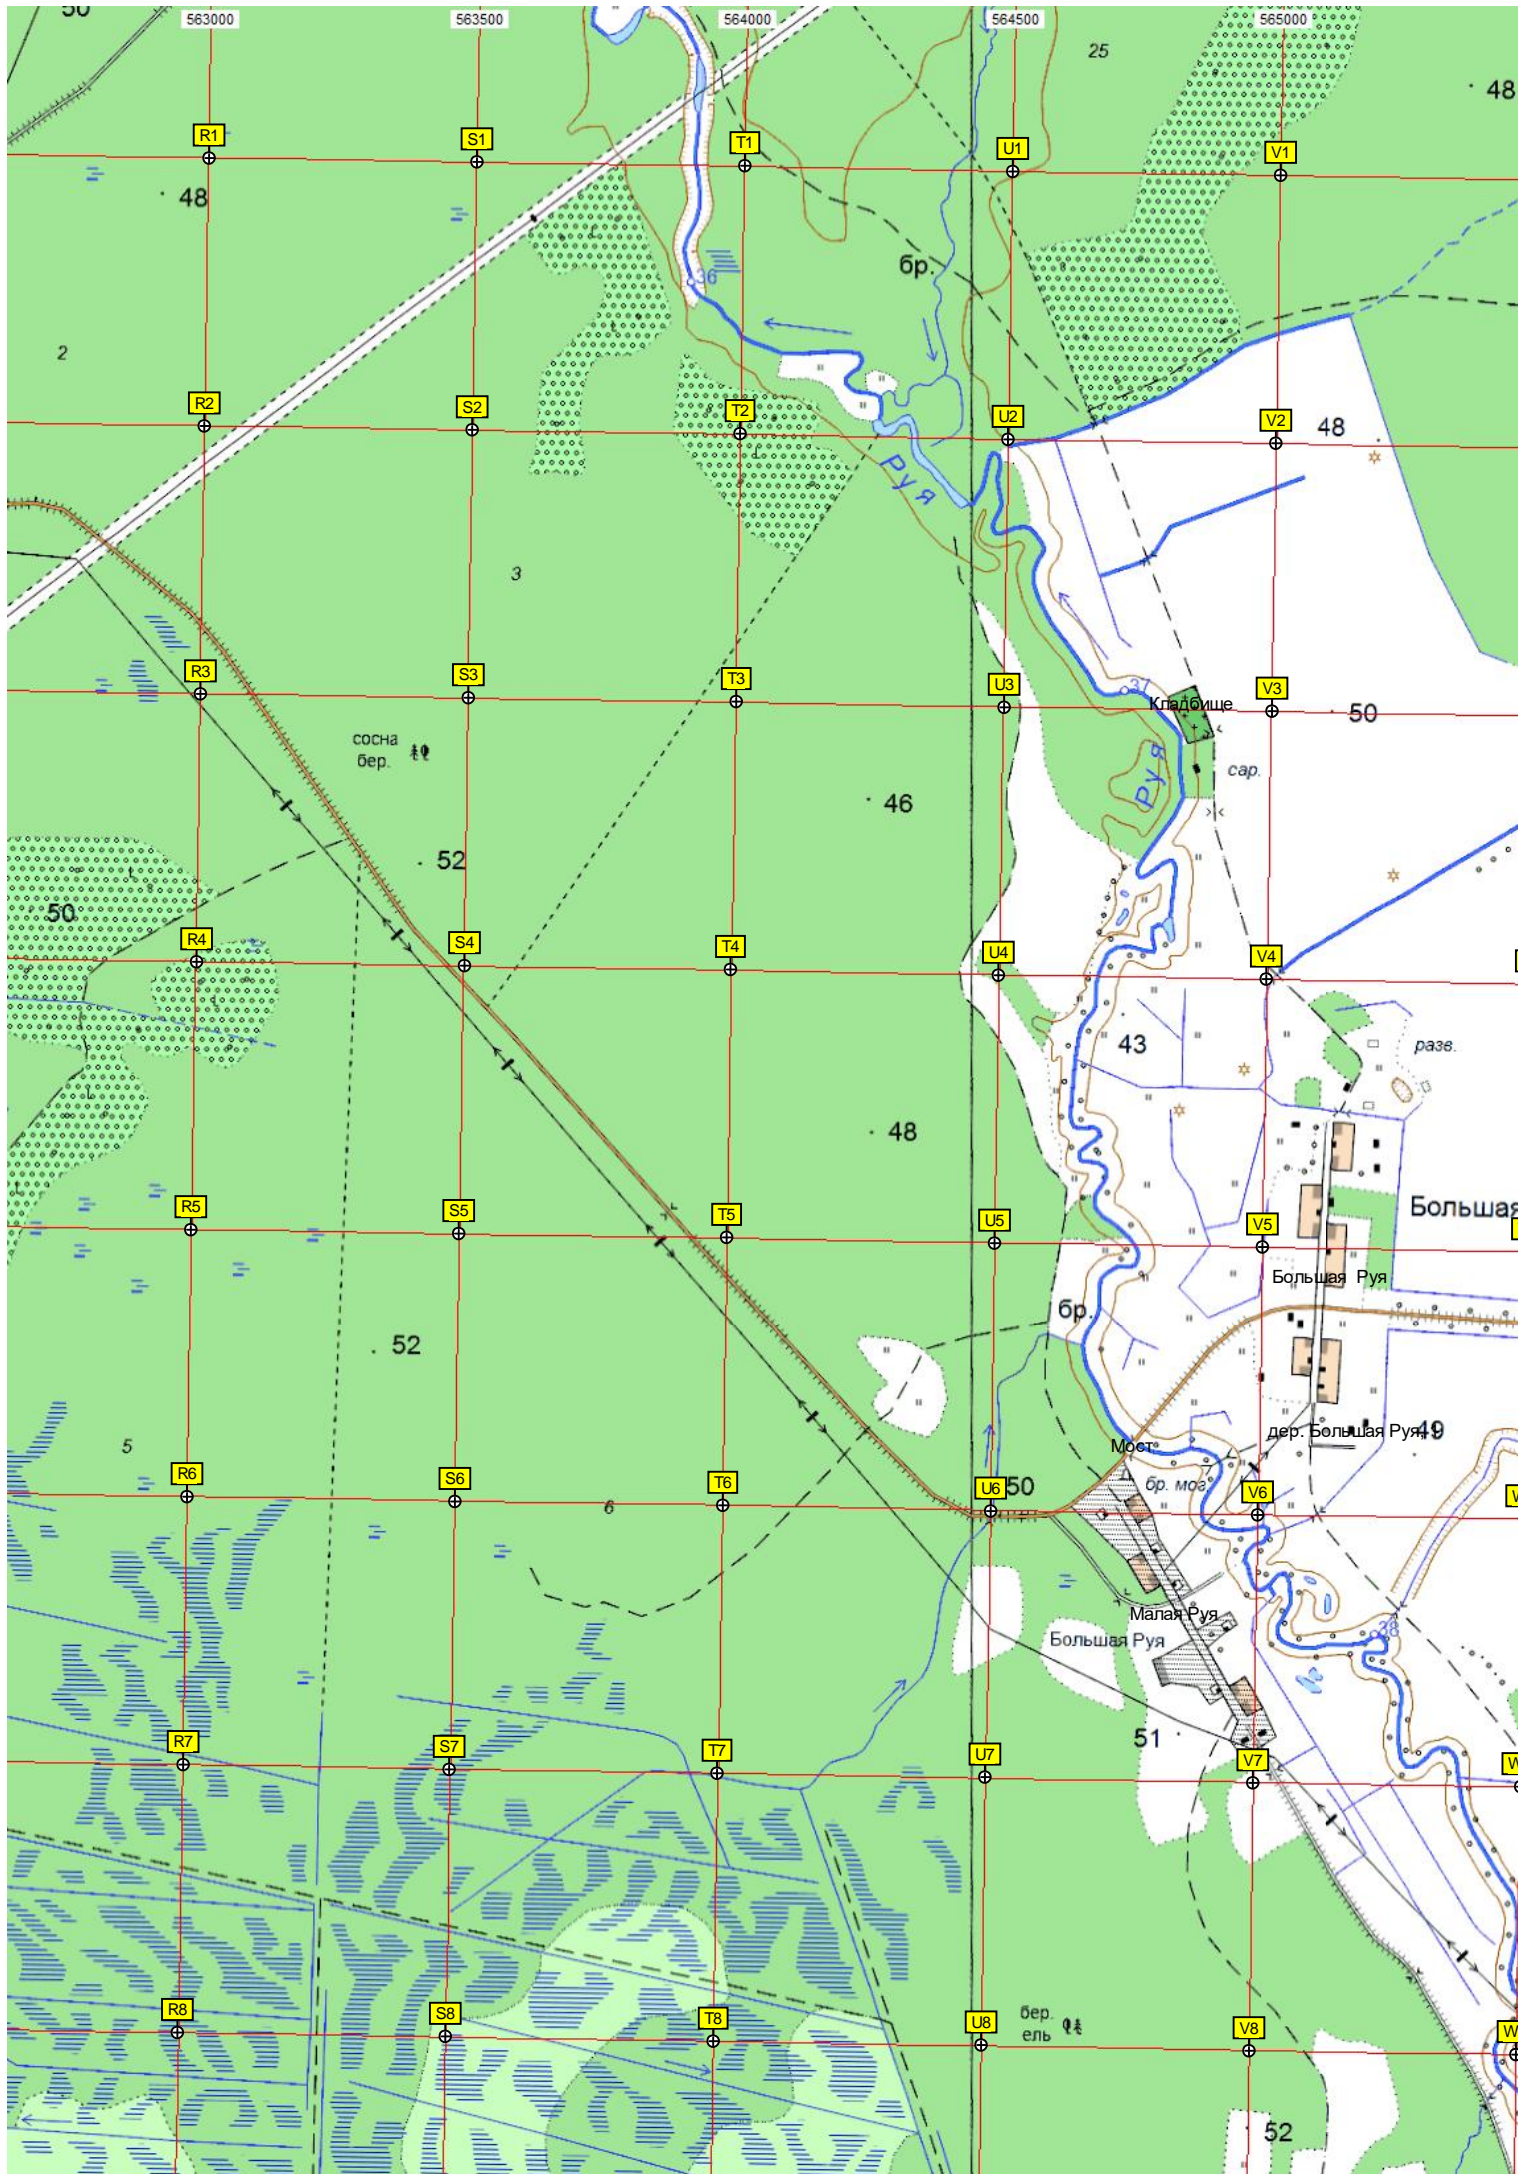 50
563000
563500
564000
564500
565000
25
48
R1
S1
T1
U1
V1
48
бр.
36
2
R2
S2
T2
U2
V2
48
Руя
3
R3
S3
T3
U3
V3
37
Кладбище
50
сосна
бер.
Руя
сар.
46
52
50
R4
S4
T4
U4
V4
43
разв.
48
R5
S5
T5
U5
V5
Большая
Большая Руя
бр.
52
5
Мост
дер. Большая Руя, 1
49
R6
S6
T6
U6
50
бр. мог.
V6
W
6
Малая Руя
Большая Руя
38
51
R7
S7
T7
U7
V7
W
R8
S8
T8
U8
V8
W
бер.
ель
52